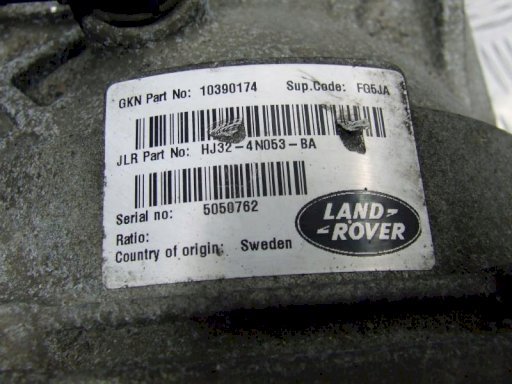 GKN Part No: 10390174 Sup.Code: FQ5JA
JLR Part No: HJ32-4N053-BA
Serial no: 5050762
Ratio:
Country of origin: Sweden
LAND-
-ROVER